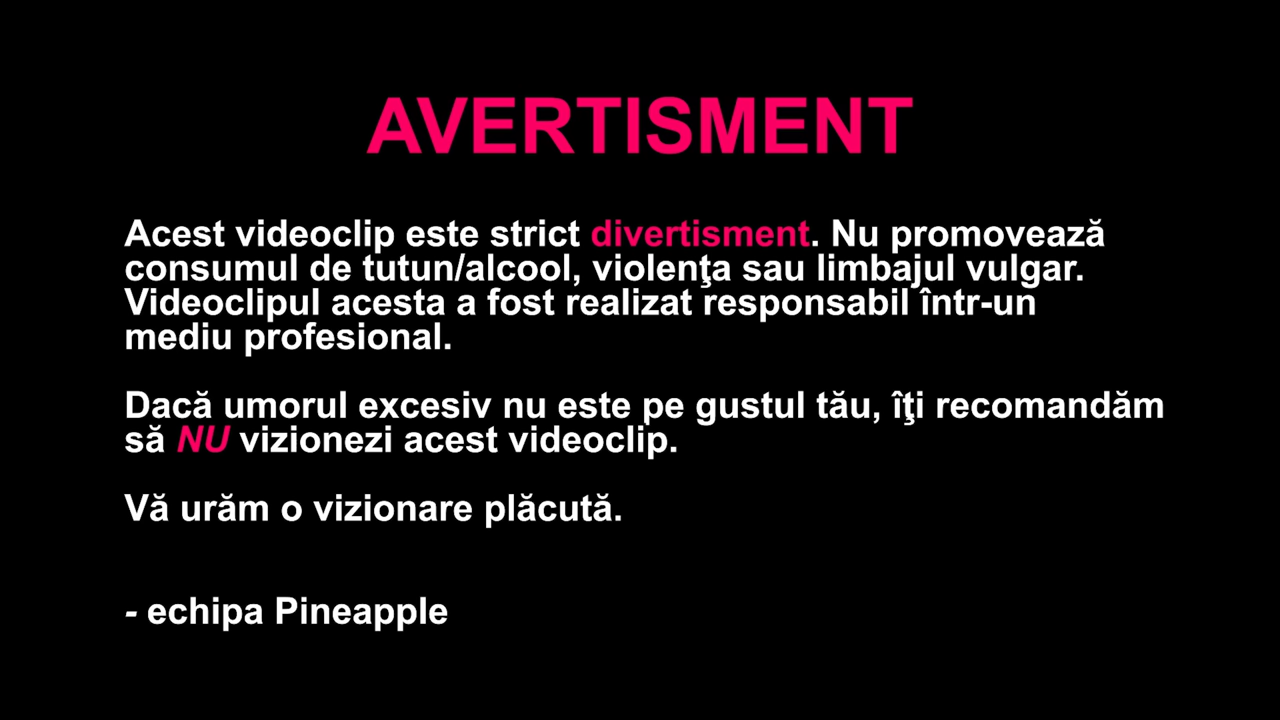 AVERTISMENT
Acest videoclip este strict divertisment. Nu promovează
consumul de tutun/alcool, violenţa sau limbajul vulgar.
Videoclipul acesta a fost realizat responsabil într-un
mediu profesional.
Dacă umorul excesiv nu este pe gustul tău, îţi recomandăm
să NU vizionezi acest videoclip.
Vă urăm o vizionare plăcută.
- echipa Pineapple